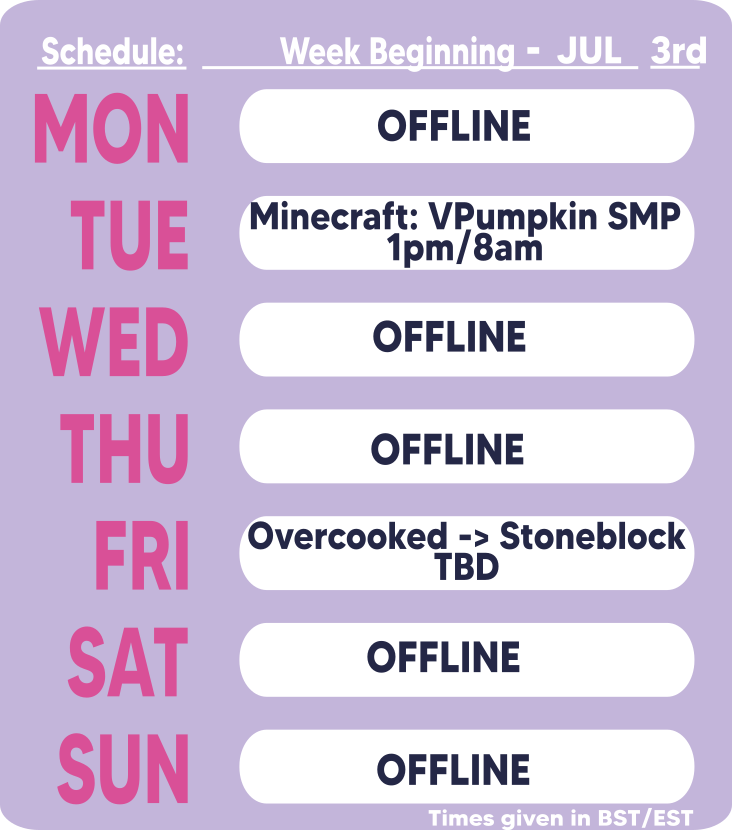 Schedule: Week Beginning - JUL 3rd
MON OFFLINE
TUE Minecraft: VPumpkin SMP
1pm/8am
WED OFFLINE
THU OFFLINE
FRI Overcooked -> Stoneblock
TBD
SAT OFFLINE
SUN OFFLINE
Times given in BST/EST